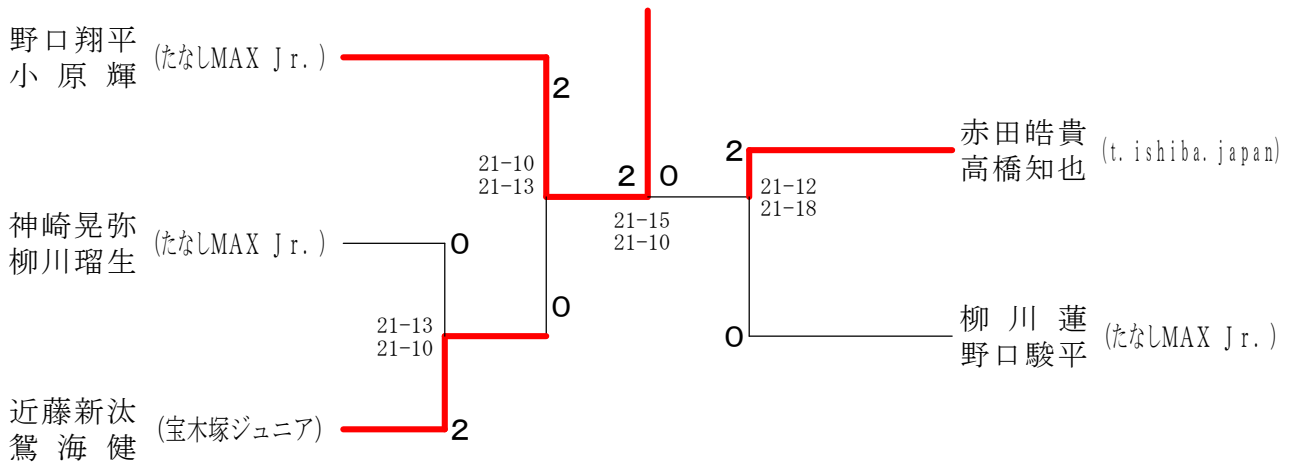 野口翔平
小原輝
(たなしMAX Jr.)
2
21-10
21-13
神崎晃弥
柳川瑠生
(たなしMAX Jr.)
0
21-13
21-10
0
近藤新汰
鴛海健
(宝木塚ジュニア)
2
2 0
21-15
21-10
赤田皓貴
高橋知也
(t.ishiba.japan)
2
21-12
21-18
柳川蓮
野口駿平
(たなしMAX Jr.)
0